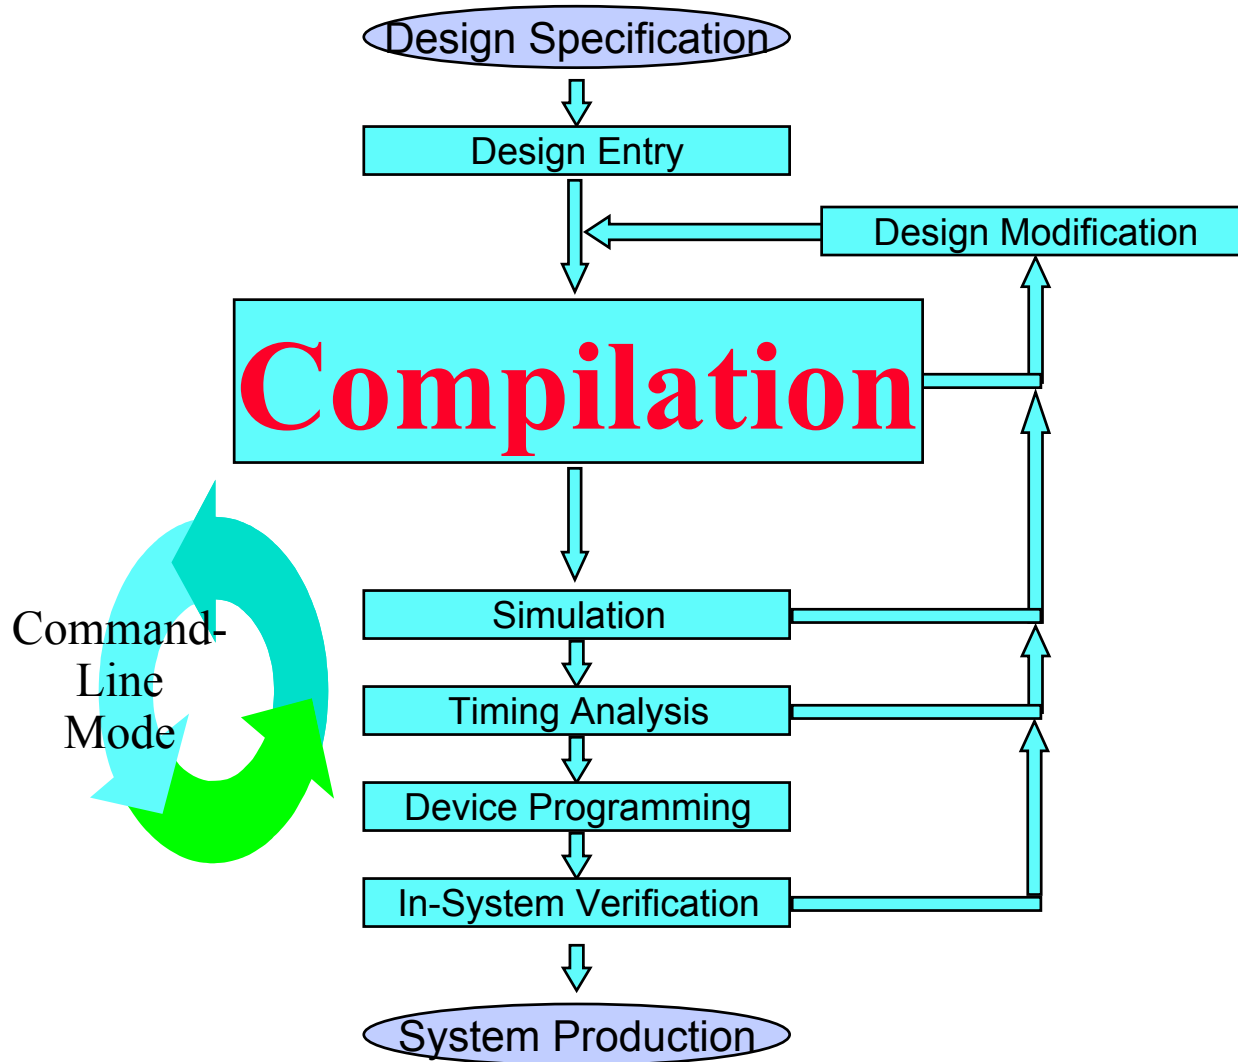 Design Specification
Design Entry
Design Modification
Compilation
Simulation
Command-
Line
Mode
Timing Analysis
Device Programming
In-System Verification
System Production